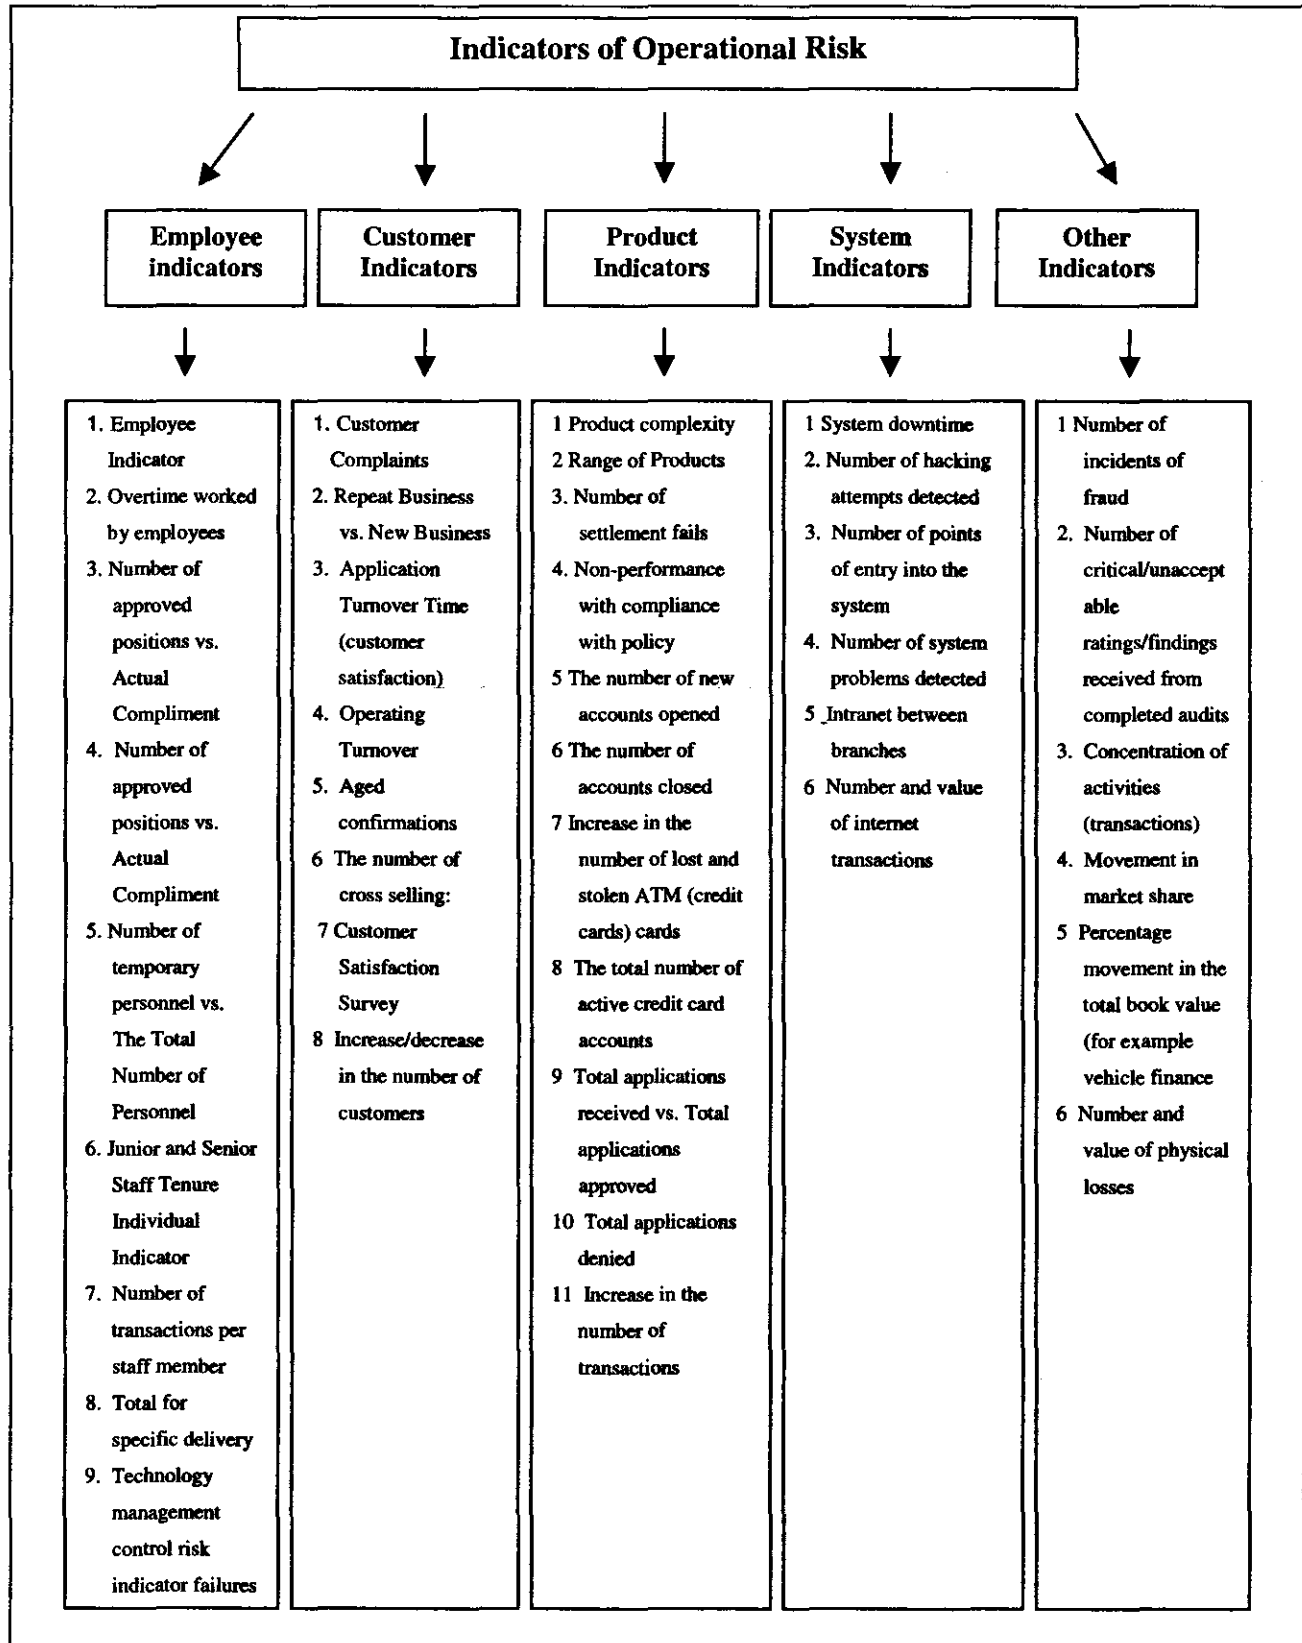 Indicators of Operational Risk
Employee
indicators
Customer
Indicators
Product
Indicators
System
Indicators
Other
Indicators
1. Employee
Indicator
2. Overtime worked
by employees
3. Number of
approved
positions vs.
Actual
Compliment
4. Number of
approved
positions vs.
Actual
Compliment
5. Number of
temporary
personnel vs.
The Total
Number of
Personnel
6. Junior and Senior
Staff Tenure
Individual
Indicator
7. Number of
transactions per
staff member
8. Total for
specific delivery
9. Technology
management
control risk
indicator failures
1. Customer
Complaints
2. Repeat Business
vs. New Business
3. Application
Turnover Time
(customer
satisfaction)
4. Operating
Turnover
5. Aged
confirmations
6 The number of
cross selling:
7 Customer
Satisfaction
Survey
8 Increase/decrease
in the number of
customers
1 Product complexity
2 Range of Products
3. Number of
settlement fails
4. Non-performance
with compliance
with policy
5 The number of new
accounts opened
6 The number of
accounts closed
7 Increase in the
number of lost and
stolen ATM (credit
cards) cards
8 The total number of
active credit card
accounts
9 Total applications
received vs. Total
applications
approved
10 Total applications
denied
11 Increase in the
number of
transactions
1 System downtime
2. Number of hacking
attempts detected
3. Number of points
of entry into the
system
4. Number of system
problems detected
5 Intranet between
branches
6 Number and value
of internet
transactions
1 Number of
incidents of
fraud
2. Number of
critical/unaccept
able
ratings/findings
received from
completed audits
3. Concentration of
activities
(transactions)
4. Movement in
market share
5 Percentage
movement in the
total book value
(for example
vehicle finance
6 Number and
value of physical
losses